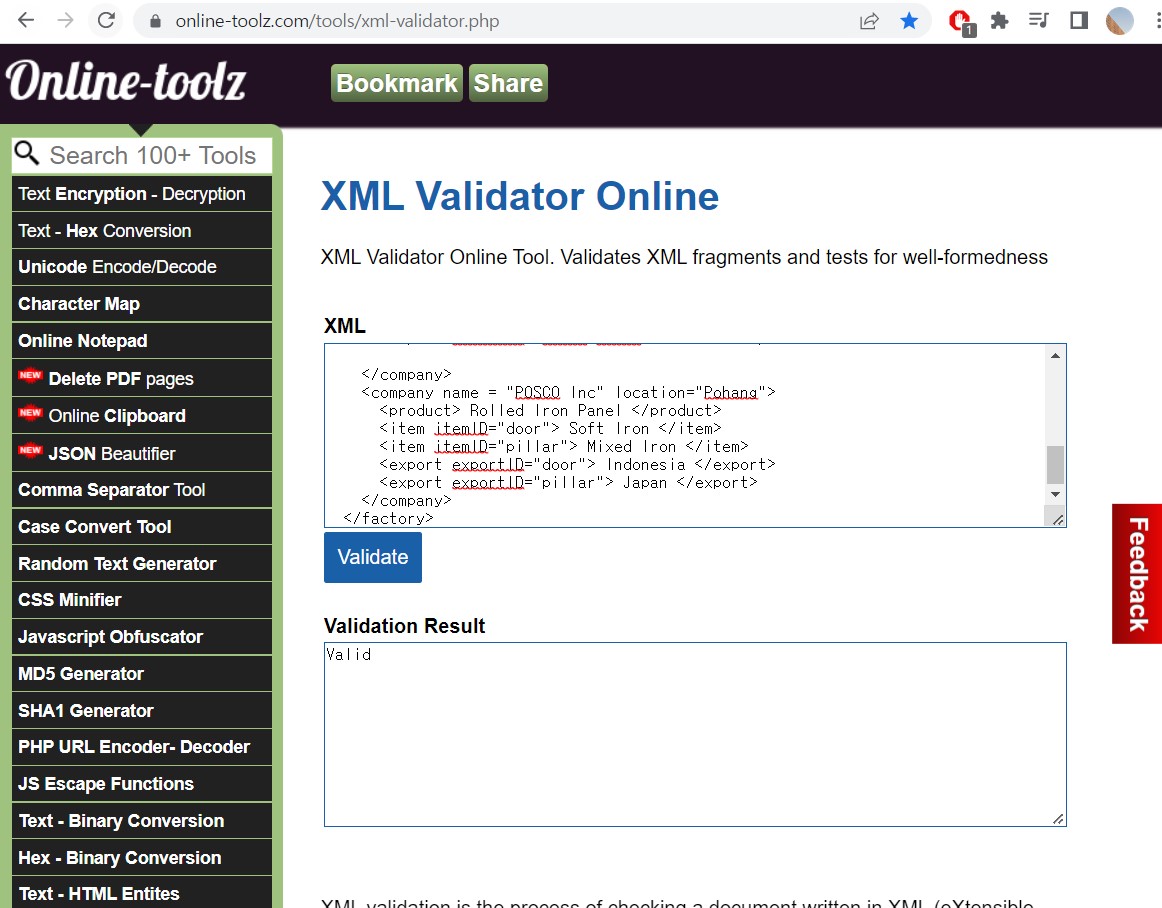 online-toolz.com/tools/xml-validator.php
1
Online-toolz
Bookmark
Share
Search 100+ Tools
Text Encryption - Decryption
Text - Hex Conversion
Unicode Encode/Decode
Character Map
Online Notepad
NEW Delete PDF pages
NEW Online Clipboard
NEW JSON Beautifier
Comma Separator Tool
Case Convert Tool
Random Text Generator
CSS Minifier
Javascript Obfuscator
MD5 Generator
SHA1 Generator
PHP URL Encoder- Decoder
JS Escape Functions
Text - Binary Conversion
Hex - Binary Conversion
Text - HTML Entites
XML Validator Online
XML Validator Online Tool. Validates XML fragments and tests for well-formedness
XML
</company>
<company name = "POSCO Inc" location="Pohang">
<product> Rolled Iron Panel </product>
<item itemID="door"> Soft Iron </item>
<item itemID="pillar"> Mixed Iron </item>
<export exportID="door"> Indonesia </export>
<export exportID="pillar"> Japan </export>
</company>
</factory>
Validate
Validation Result
Valid
XML validation is the process of checking a document written in XML (eXtensible
Feedback